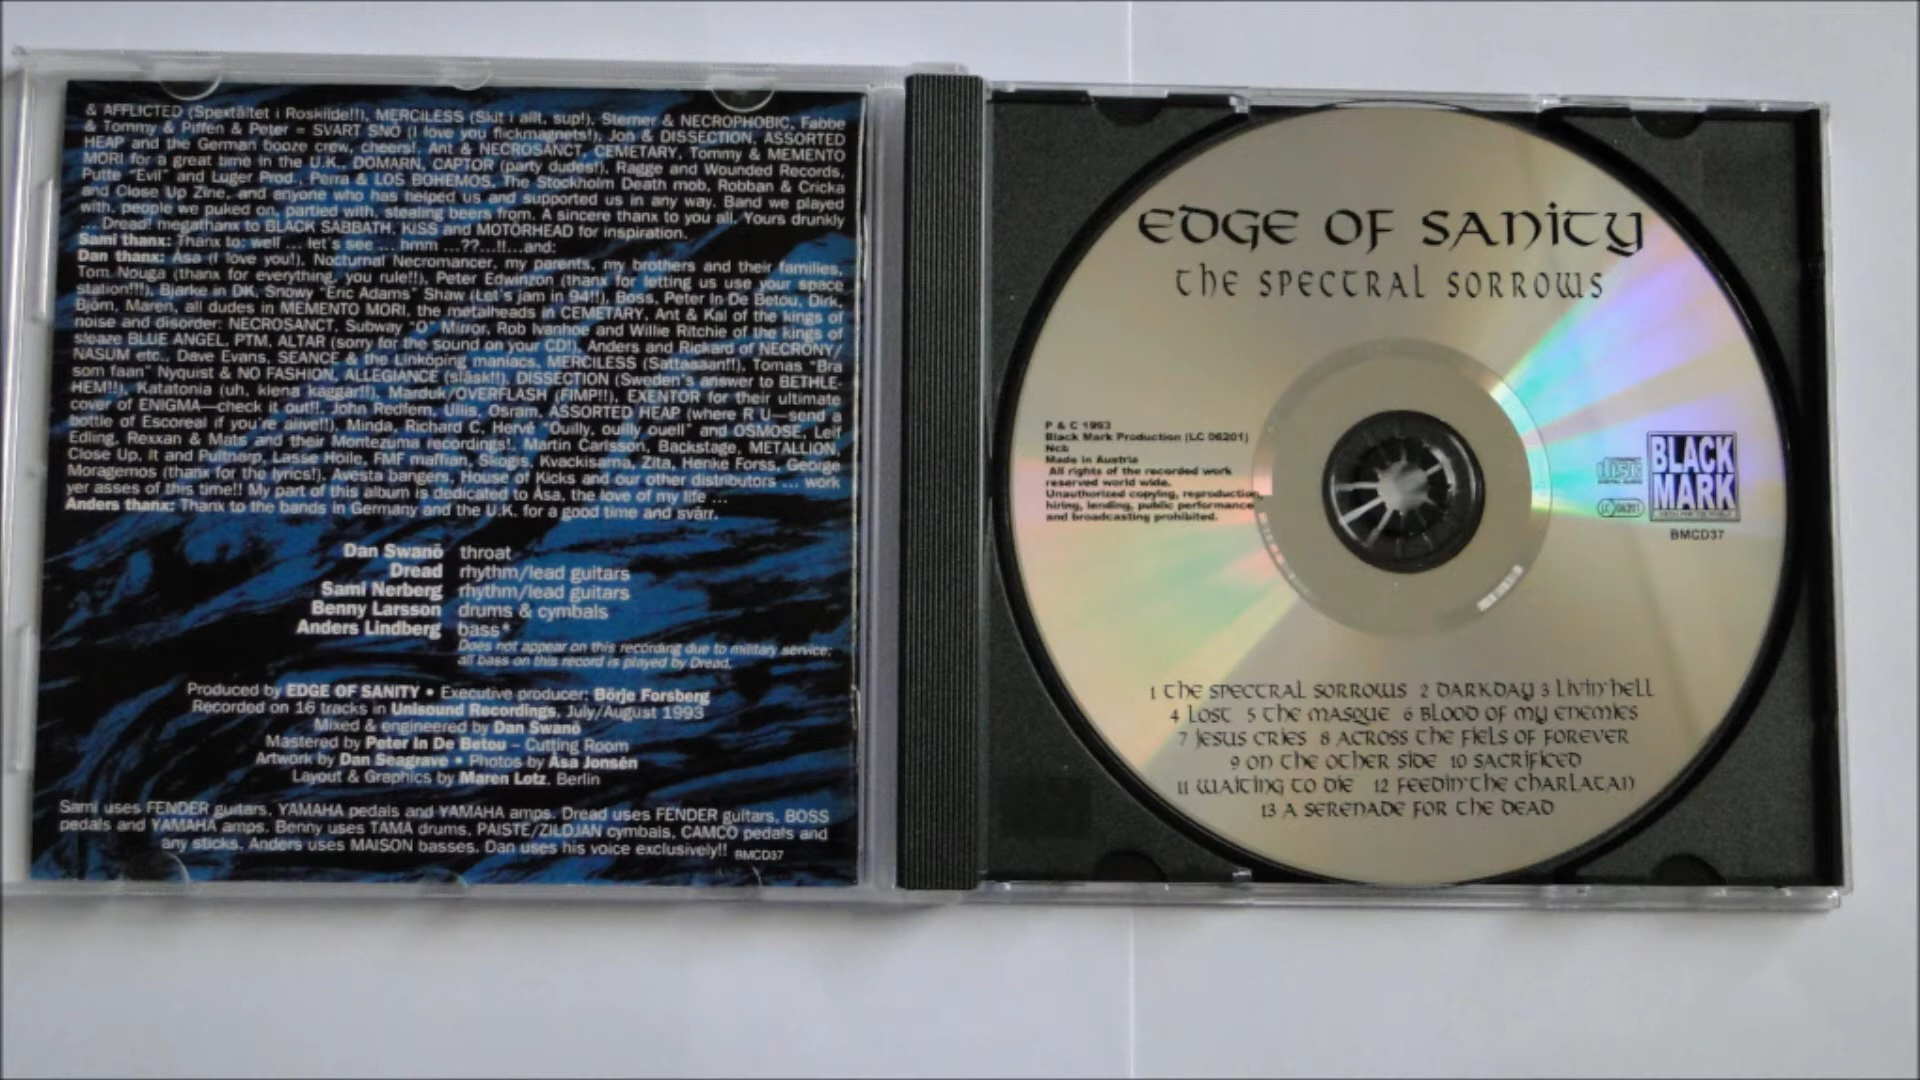 & AFFLICTED (Spextältet i Roskilde!!), MERCILESS (Skit i allt, sup!), Sterner & NECROPHOBIC, Fabbe
& Tommy & Piffen & Peter = SVART SNO (I love you flickmagnets!), Jon & DISSECTION, ASSORTED
HEAP and the German booze crew, cheers!, Ant & NECROSANCT, CEMETARY, Tommy & MEMENTO
MORI for a great time in the U.K., DOMARN, CAPTOR (party dudes!), Ragge and Wounded Records,
Putte "Evil" and Luger Prod., Perra & LOS BOHEMOS, The Stockholm Death mob, Robban & Cricka
and Close Up Zine, and anyone who has helped us and supported us in any way. Band we played
with, people we puked on, partied with, stealing beers from. A sincere thanx to you all. Yours drunkly
... Dread! megathanx to BLACK SABBATH, KISS and MOTÖRHEAD for inspiration.
Sami thanx: Thanx to: well ... let's see ... hmm ...??...!!...and:
Dan thanx: Åsa (I love you!), Nocturnal Necromancer, my parents, my brothers and their families,
Tom Nouga (thanx for everything, you rule!!), Peter Edwinzon (thanx for letting us use your space
station!!!), Bjarke in DK, Snowy "Eric Adams" Shaw (Let's jam in 94!!), Boss, Peter In De Betou, Dirk,
Björn, Maren, all dudes in MEMENTO MORI, the metalheads in CEMETARY, Ant & Kal of the kings of
noise and disorder: NECROSANCT, Subway "O" Mirror, Rob Ivanhoe and Willie Ritchie of the kings of
sleaze BLUE ANGEL, PTM, ALTAR (sorry for the sound on your CD!), Anders and Rickard of NECRONY/
NASUM etc., Dave Evans, SEANCE & the Linköping maniacs, MERCILESS (Sattaaaan!!), Tomas "Bra
som faan" Nyquist & NO FASHION, ALLEGIANCE (slåsk!!), DISSECTION (Sweden's answer to BETHLE-
HEM!!), Katatonia (uh, klena kaggar!!), Marduk/OVERFLASH (FIMP!!), EXENTOR for their ultimate
cover of ENIGMA—check it out!!, John Redfern, Ullis, Osram, ASSORTED HEAP (where R U—send a
bottle of Escoreal if you're alive!!), Minda, Richard C, Hervé "Ouilly, ouilly ouell" and OSMOSE, Leif
Edling, Rexxan & Mats and their Montezuma recordings!, Martin Carlsson, Backstage, METALLION,
Close Up, It and Pultnarp, Lasse Hoile, FMF maffian, Skogis, Kvackisarna, Zita, Henke Forss, George
Moragemos (thanx for the lyrics!), Avesta bangers, House of Kicks and our other distributors ... work
yer asses of this time!! My part of this album is dedicated to Åsa, the love of my life ...
Anders thanx: Thanx to the bands in Germany and the U.K. for a good time and svärr.
Dan Swanö throat
Dread rhythm/lead guitars
Sami Nerberg rhythm/lead guitars
Benny Larsson drums & cymbals
Anders Lindberg bass*
Does not appear on this recording due to military service;
all bass on this record is played by Dread.
Produced by EDGE OF SANITY • Executive producer: Börje Forsberg
Recorded on 16 tracks in Unisound Recordings, July/August 1993
Mixed & engineered by Dan Swanö
Mastered by Peter In De Betou – Cutting Room
Artwork by Dan Seagrave • Photos by Åsa Jonsén
Layout & Graphics by Maren Lotz, Berlin
Sami uses FENDER guitars, YAMAHA pedals and YAMAHA amps. Dread uses FENDER guitars, BOSS
pedals and YAMAHA amps. Benny uses TAMA drums, PAISTE/ZILDJAN cymbals, CAMCO pedals and
any sticks. Anders uses MAISON basses. Dan uses his voice exclusively!! BMCD37
EDGE OF SANITY
THE SPECTRAL SORROWS
P & C 1993
Black Mark Production (LC 06201)
Ncb
Made in Austria
All rights of the recorded work
reserved world wide.
Unauthorized copying, reproduction,
hiring, lending, public performance
and broadcasting prohibited.
disc
DIGITAL AUDIO
LC 06201
BLACK
MARK
BMCD37
1 THE SPECTRAL SORROWS 2 DARKDAY 3 LIVIN'HELL
4 LOST 5 THE MASQUE 6 BLOOD OF MY ENEMIES
7 JESUS CRIES 8 ACROSS THE FIELS OF FOREVER
9 ON THE OTHER SIDE 10 SACRIFICED
11 WAITING TO DIE 12 FEEDIN'THE CHARLATAN
13 A SERENADE FOR THE DEAD